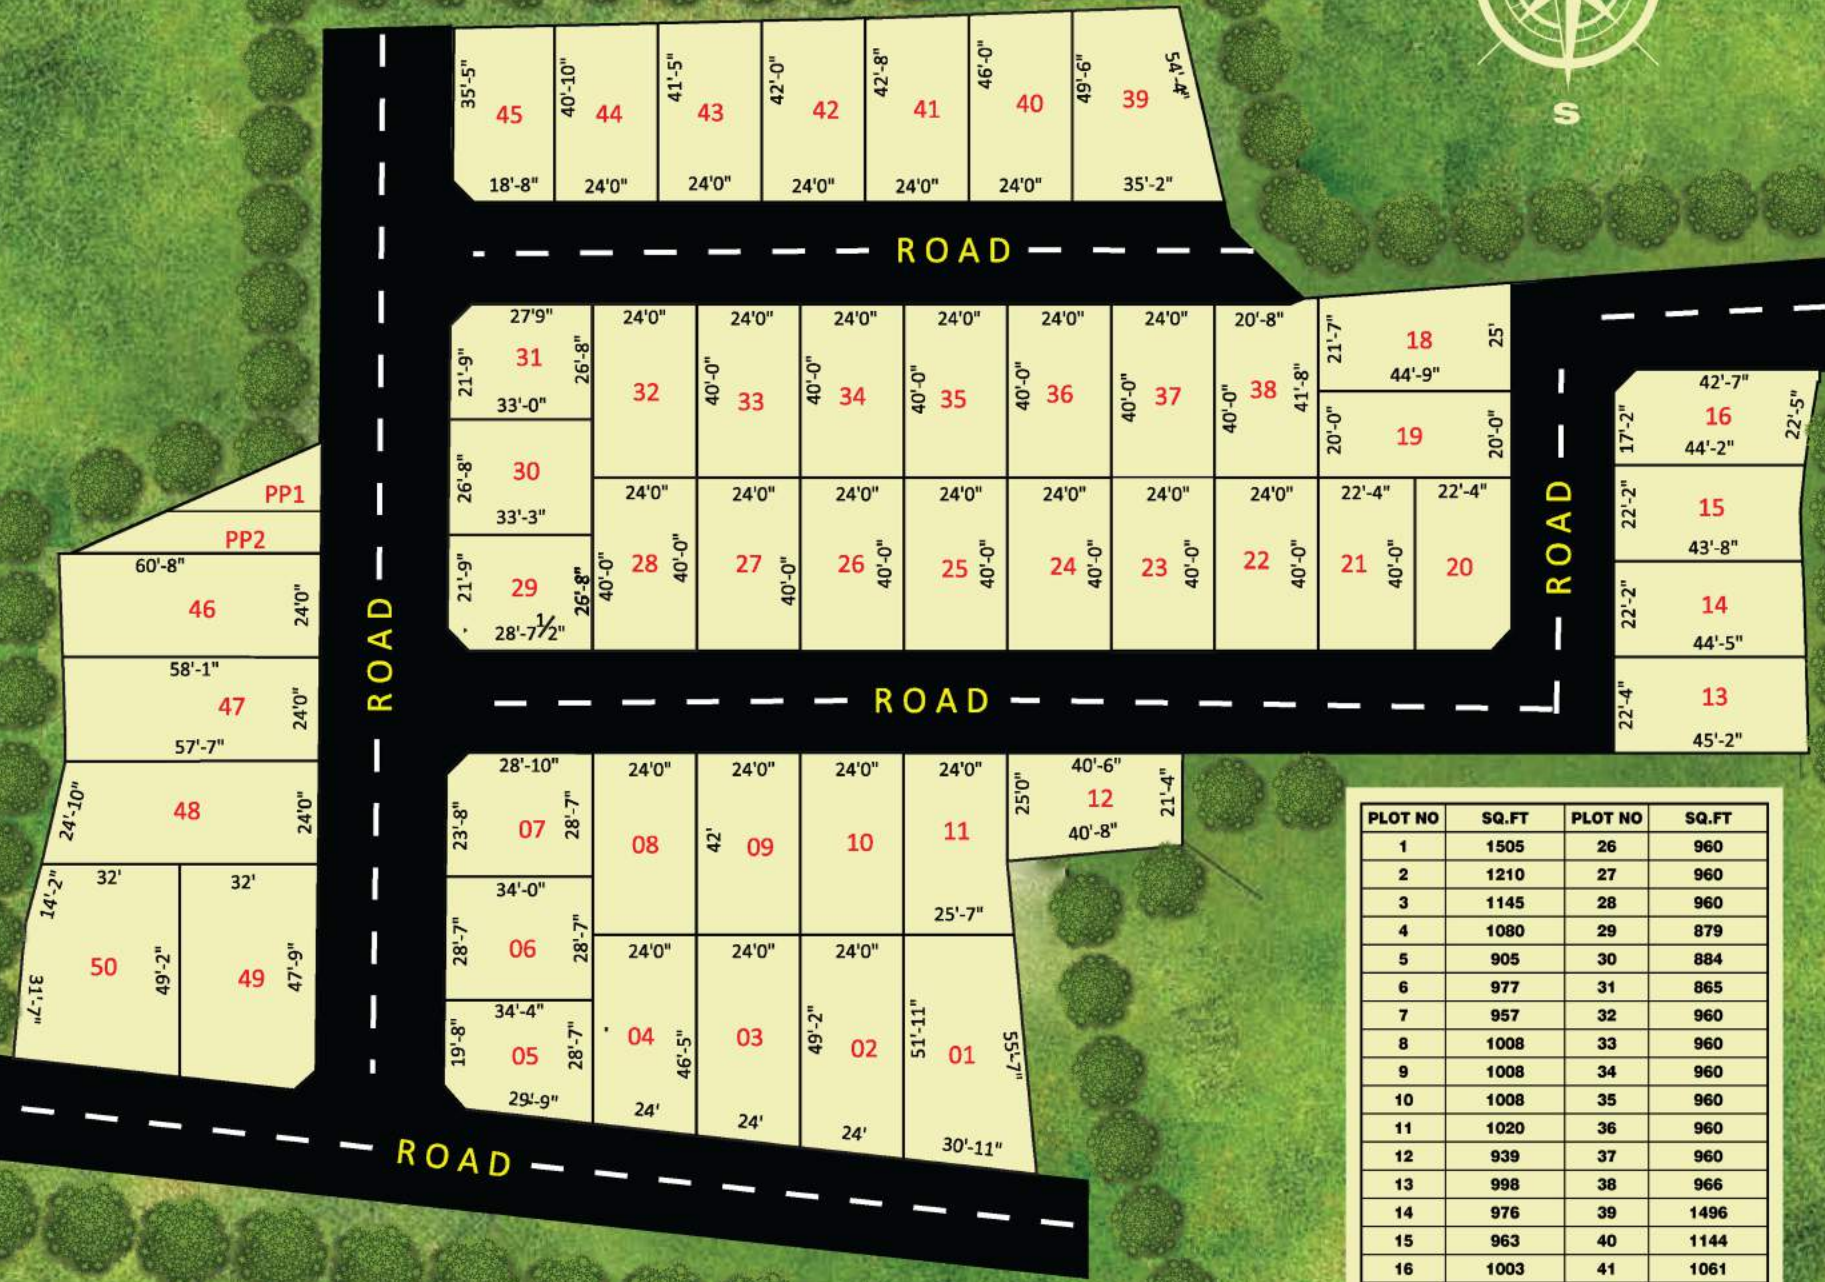 S
35'-5" 40'-10" 41'-5" 42'-0" 42'-8" 46'-0" 49'-6" 54'-4"
45 44 43 42 41 40 39
18'-8" 24'0" 24'0" 24'0" 24'0" 24'0" 35'-2"
ROAD
27'9" 24'0" 24'0" 24'0" 24'0" 24'0" 24'0" 20'-8"
21'-9" 31 26'-8" 32 40'-0" 33 40'-0" 34 40'-0" 35 40'-0" 36 40'-0" 37 40'-0" 38 41'-8"
33'-0"
21'-7" 18 25'
44'-9"
20'-0" 19 20'-0"
42'-7"
17'-2" 16 22'-5"
44'-2"
26'-8" 30
33'-3"
22'-2" 15
43'-8"
PP1
PP2
24'0" 24'0" 24'0" 24'0" 24'0" 24'0" 24'0" 22'-4" 22'-4"
21'-9" 29 26'-8" 40'-0" 28 40'-0" 27 40'-0" 26 40'-0" 25 40'-0" 24 40'-0" 23 40'-0" 22 40'-0" 21 40'-0" 20
28'-7½"
ROAD
22'-2" 14
44'-5"
60'-8"
46 24'0"
58'-1"
47 24'0"
57'-7"
ROAD
ROAD
22'-4" 13
45'-2"
24'-10" 48 24'0"
28'-10" 24'0" 24'0" 24'0" 24'0" 40'-6"
23'-8" 07 28'-7" 08 42' 09 10 11 25'0" 12 21'-4"
40'-8"
25'-7"
32' 32'
14'-2" 50 49'-2" 49 47'-9"
31'-7"
34'-0"
28'-7" 06 28'-7"
34'-4"
19'-8" 05 28'-7"
29'-9"
24'0" 24'0" 24'0"
04 46'-5" 03 49'-2" 02 51'-11" 01 55'-7"
24' 24' 24' 30'-11"
ROAD
PLOT NO SQ.FT PLOT NO SQ.FT
1 1505 26 960
2 1210 27 960
3 1145 28 960
4 1080 29 879
5 905 30 884
6 977 31 865
7 957 32 960
8 1008 33 960
9 1008 34 960
10 1008 35 960
11 1020 36 960
12 939 37 960
13 998 38 966
14 976 39 1496
15 963 40 1144
16 1003 41 1061